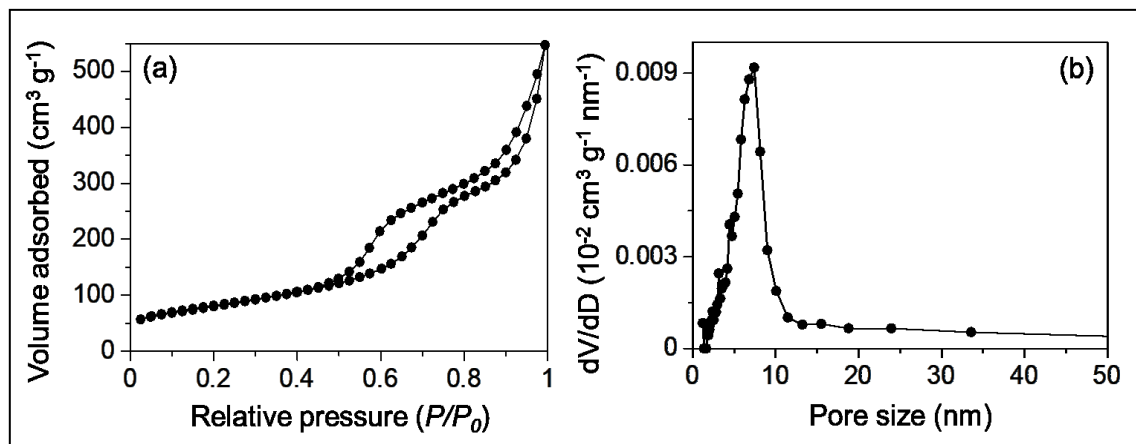 (a)
Volume adsorbed (cm³ g⁻¹)
500
400
300
200
100
0
0 0.2 0.4 0.6 0.8 1
Relative pressure (P/P₀)
(b)
dV/dD (10⁻² cm³ g⁻¹ nm⁻¹)
0.009
0.006
0.003
0
0 10 20 30 40 50
Pore size (nm)